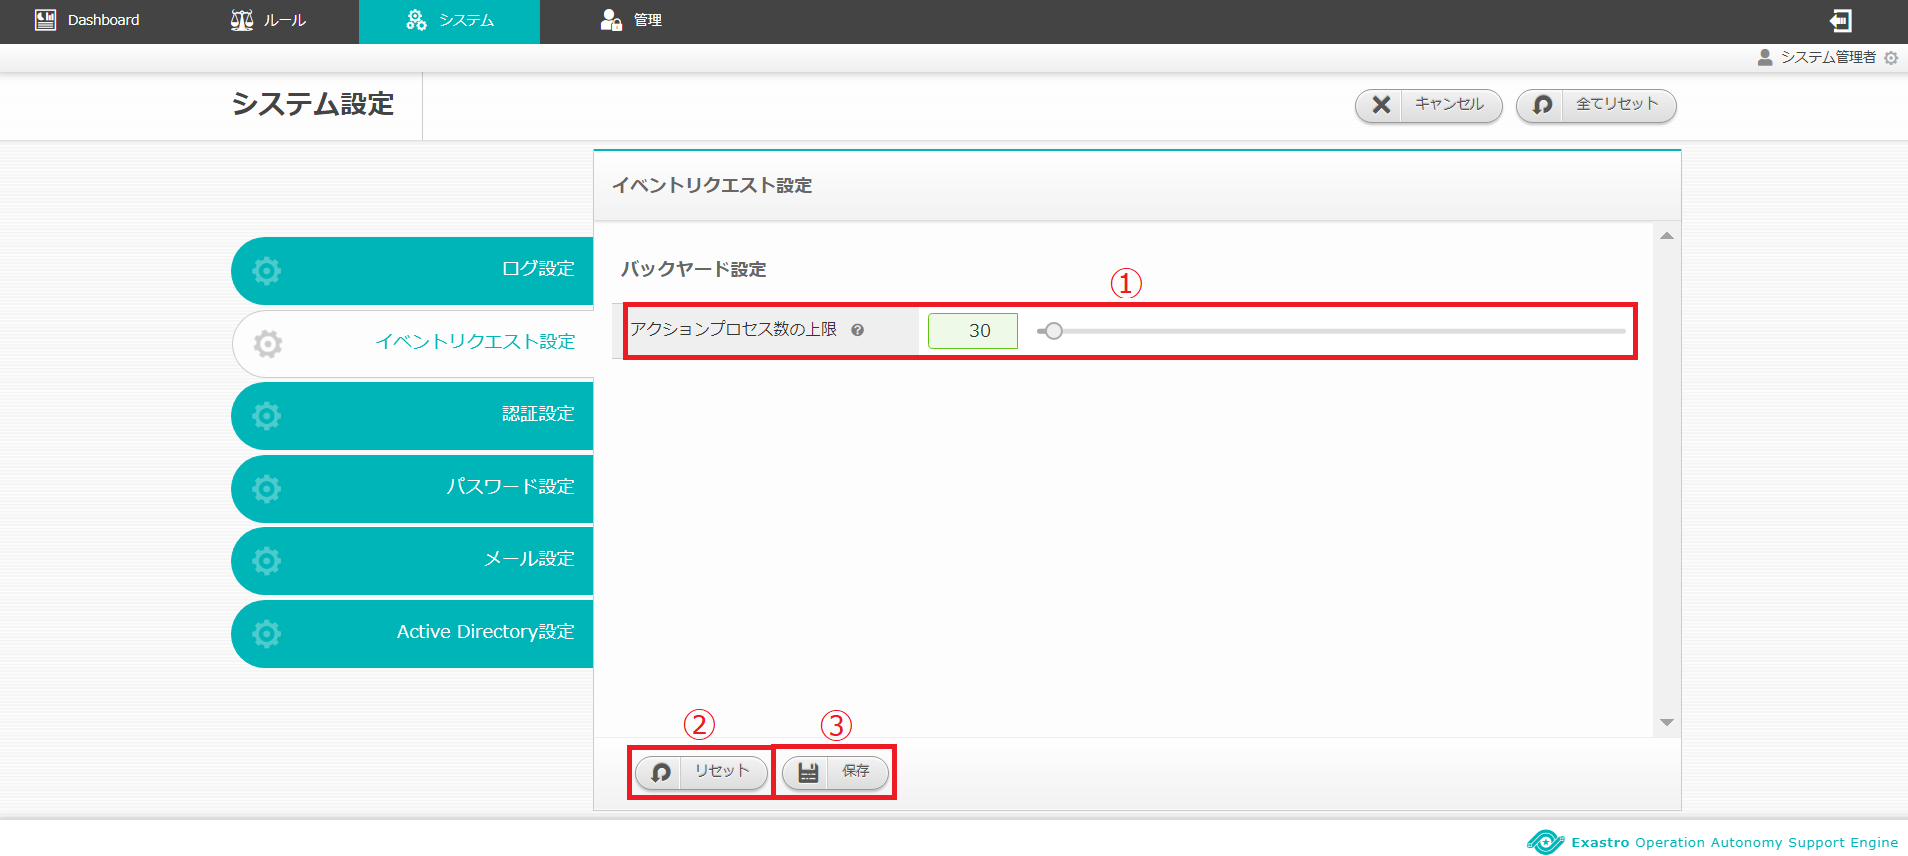 Dashboard
ルール
システム
管理
システム管理者
システム設定
キャンセル
全てリセット
イベントリクエスト設定
ログ設定
イベントリクエスト設定
認証設定
パスワード設定
メール設定
Active Directory設定
バックヤード設定
①
アクションプロセス数の上限 ?
30
②
③
リセット
保存
Exastro Operation Autonomy Support Engine